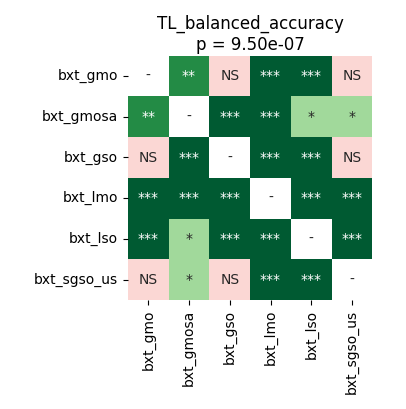 TL_balanced_accuracy
p = 9.50e-07
bxt_gmo - ** NS *** *** NS
bxt_gmosa ** - *** *** * *
bxt_gso NS *** - *** *** NS
bxt_lmo *** *** *** - *** ***
bxt_lso *** * *** *** - ***
bxt_sgso_us NS * NS *** *** -
bxt_gmo
bxt_gmosa
bxt_gso
bxt_lmo
bxt_lso
bxt_sgso_us